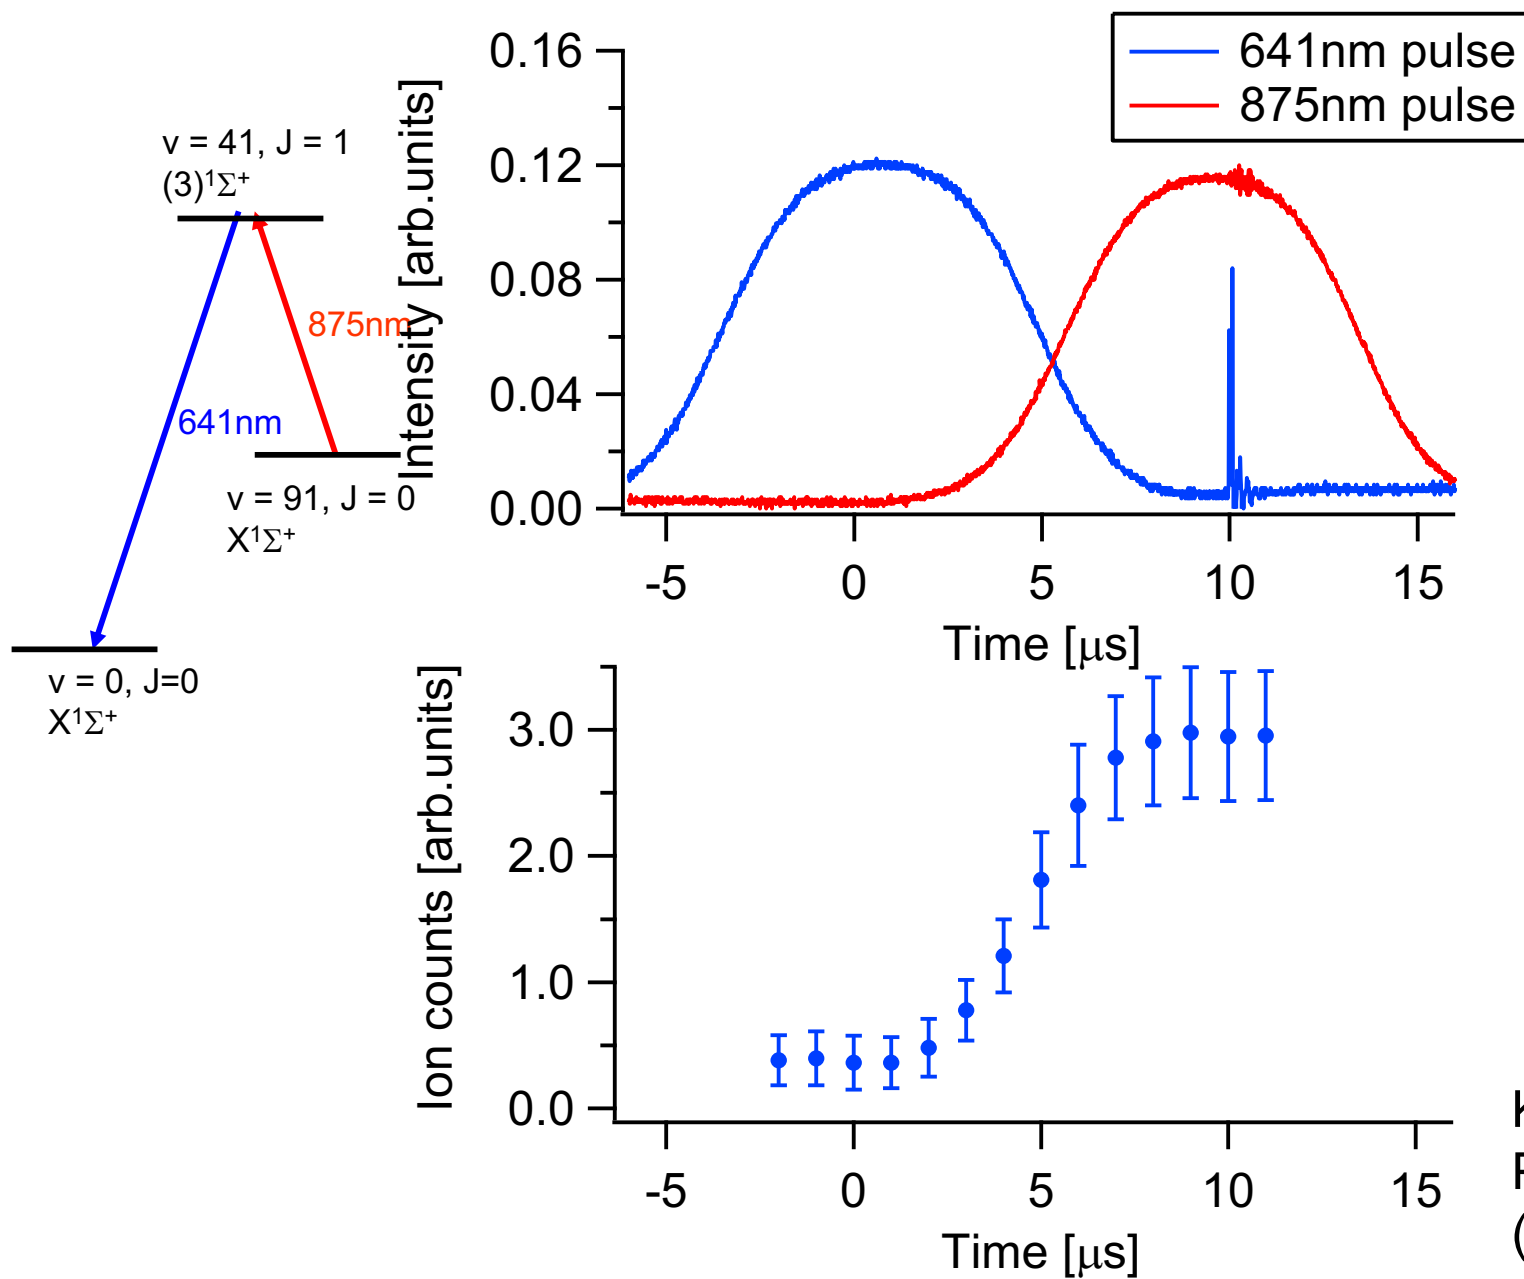 v = 41, J = 1
(3)¹Σ⁺
875nm
641nm
v = 91, J = 0
X¹Σ⁺
v = 0, J=0
X¹Σ⁺
641nm pulse
875nm pulse
Intensity [arb.units]
0.16
0.12
0.08
0.04
0.00
-5 0 5 10 15
Time [μs]
Ion counts [arb.units]
3.0
2.0
1.0
0.0
-5 0 5 10 15
Time [μs]
(